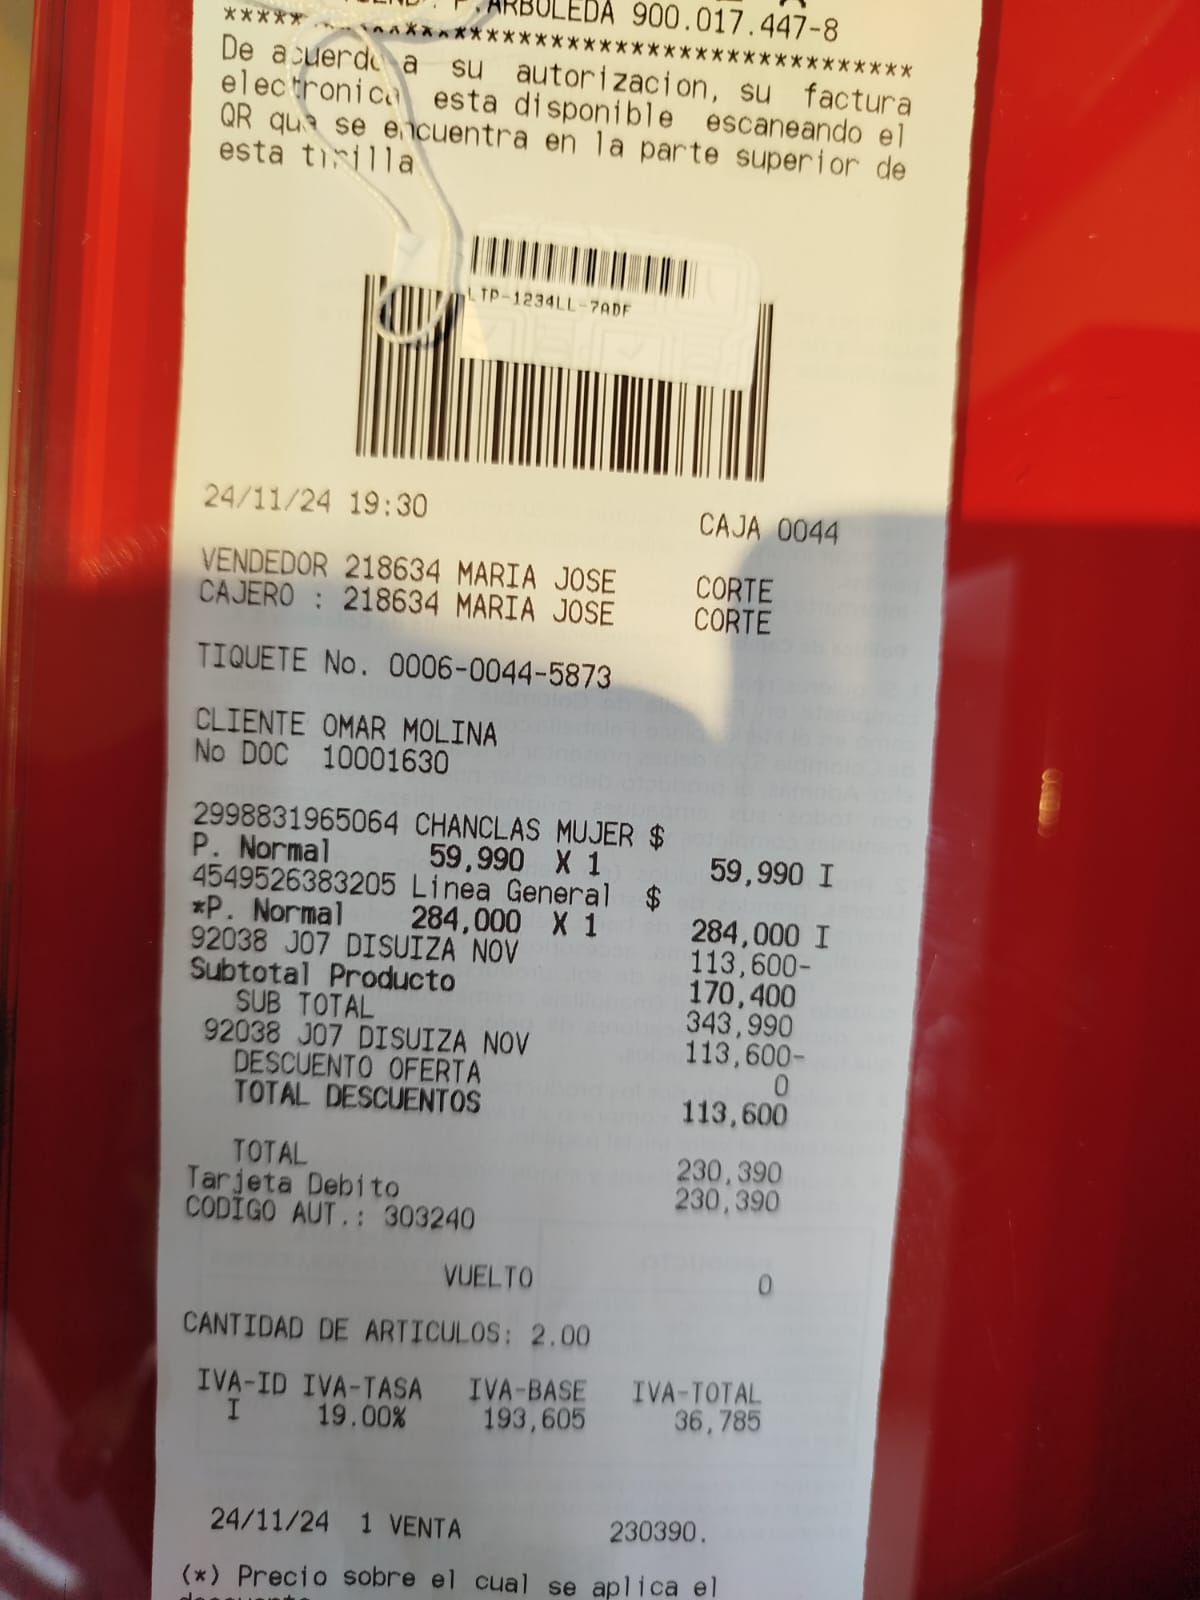 P.ARBOLEDA 900.017.447-8
*******************************************
De acuerdo a su autorizacion, su factura
electronica esta disponible escaneando el
QR que se encuentra en la parte superior de
esta tirilla
LTP-1234LL-7ADF
24/11/24 19:30 CAJA 0044
VENDEDOR 218634 MARIA JOSE CORTE
CAJERO : 218634 MARIA JOSE CORTE
TIQUETE No. 0006-0044-5873
CLIENTE OMAR MOLINA
No DOC 10001630
2998831965064 CHANCLAS MUJER $
P. Normal 59,990 X 1 59,990 I
4549526383205 Linea General $
*P. Normal 284,000 X 1 284,000 I
92038 J07 DISUIZA NOV 113,600-
Subtotal Producto 170,400
SUB TOTAL 343,990
92038 J07 DISUIZA NOV 113,600-
DESCUENTO OFERTA 0
TOTAL DESCUENTOS 113,600
TOTAL 230,390
Tarjeta Debito 230,390
CODIGO AUT.: 303240
VUELTO 0
CANTIDAD DE ARTICULOS: 2.00
IVA-ID IVA-TASA IVA-BASE IVA-TOTAL
I 19.00% 193,605 36,785
24/11/24 1 VENTA 230390.
(*) Precio sobre el cual se aplica el